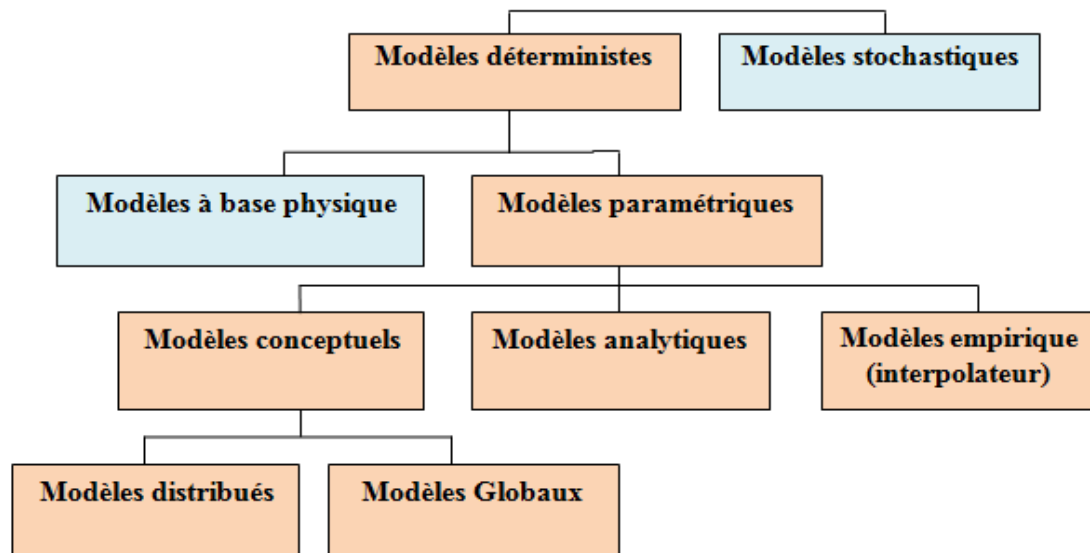 Modèles déterministes
Modèles stochastiques
Modèles à base physique
Modèles paramétriques
Modèles conceptuels
Modèles analytiques
Modèles empirique
(interpolateur)
Modèles distribués
Modèles Globaux